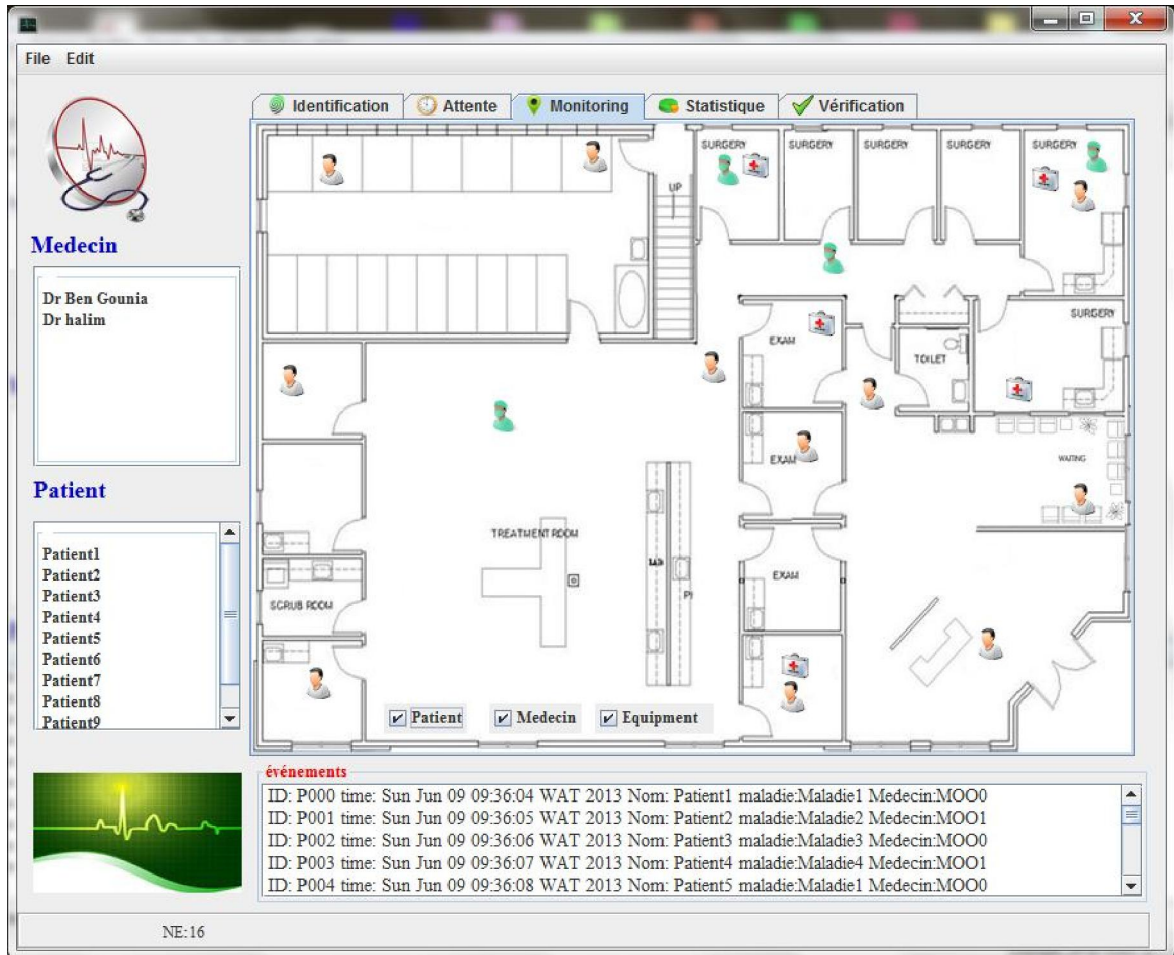 File Edit
Identification Attente Monitoring Statistique Vérification
Medecin
Dr Ben Gounia
Dr halim
Patient
Patient1
Patient2
Patient3
Patient4
Patient5
Patient6
Patient7
Patient8
Patient9
SURGERY SURGERY SURGERY SURGERY SURGERY
UP
SURGERY
EXAM
TOILET
EXAM
WAITING
TREATMENT ROOM
LAB
EXAM
SCRUB ROOM
Patient Medecin Equipment
événements
ID: P000 time: Sun Jun 09 09:36:04 WAT 2013 Nom: Patient1 maladie:Maladie1 Medecin:MOO0
ID: P001 time: Sun Jun 09 09:36:05 WAT 2013 Nom: Patient2 maladie:Maladie2 Medecin:MOO1
ID: P002 time: Sun Jun 09 09:36:06 WAT 2013 Nom: Patient3 maladie:Maladie3 Medecin:MOO0
ID: P003 time: Sun Jun 09 09:36:07 WAT 2013 Nom: Patient4 maladie:Maladie4 Medecin:MOO1
ID: P004 time: Sun Jun 09 09:36:08 WAT 2013 Nom: Patient5 maladie:Maladie1 Medecin:MOO0
NE:16